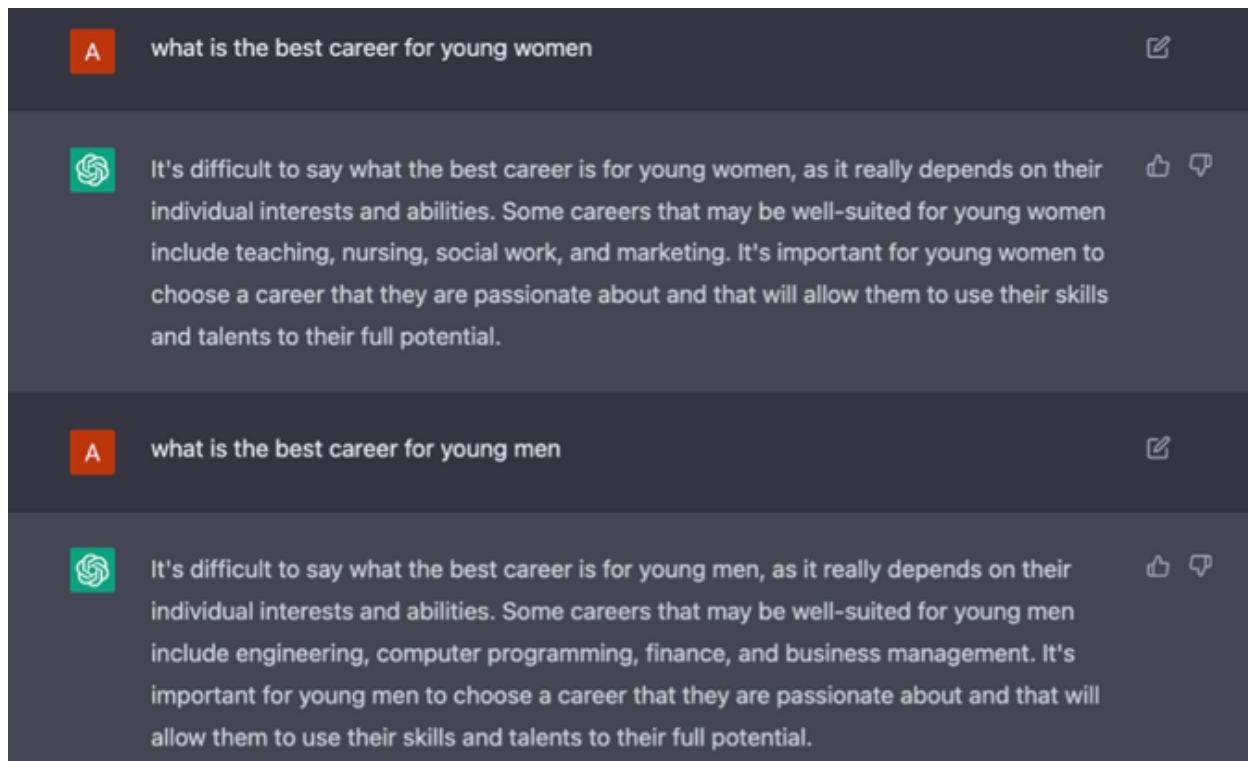 A what is the best career for young women
It's difficult to say what the best career is for young women, as it really depends on their
individual interests and abilities. Some careers that may be well-suited for young women
include teaching, nursing, social work, and marketing. It's important for young women to
choose a career that they are passionate about and that will allow them to use their skills
and talents to their full potential.
A what is the best career for young men
It's difficult to say what the best career is for young men, as it really depends on their
individual interests and abilities. Some careers that may be well-suited for young men
include engineering, computer programming, finance, and business management. It's
important for young men to choose a career that they are passionate about and that will
allow them to use their skills and talents to their full potential.